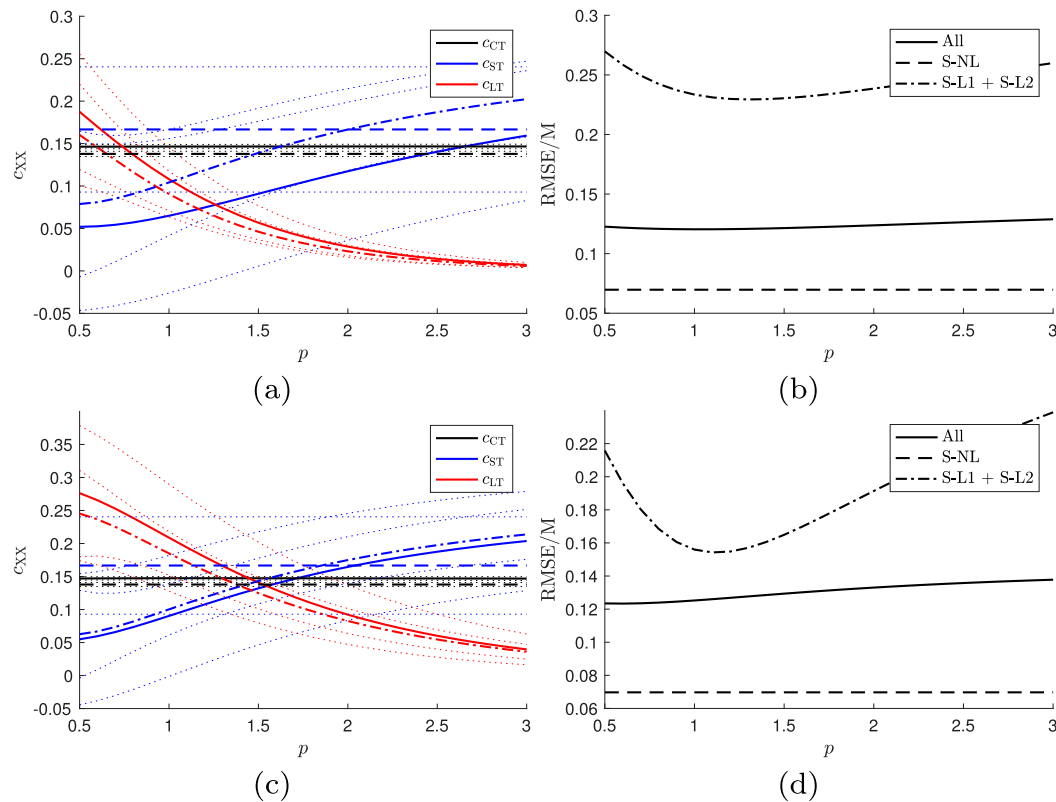 0.3
0.25
0.2
0.15
0.1
0.05
0
-0.05
c_XX
0.5
1
1.5
2
2.5
3
p
c_CT
c_ST
c_LT
(a)
0.3
0.25
0.2
0.15
0.1
0.05
RMSE/M
0.5
1
1.5
2
2.5
3
p
All
S-NL
S-L1 + S-L2
(b)
0.35
0.3
0.25
0.2
0.15
0.1
0.05
0
-0.05
c_XX
0.5
1
1.5
2
2.5
3
p
c_CT
c_ST
c_LT
(c)
0.22
0.2
0.18
0.16
0.14
0.12
0.1
0.08
0.06
RMSE/M
0.5
1
1.5
2
2.5
3
p
All
S-NL
S-L1 + S-L2
(d)